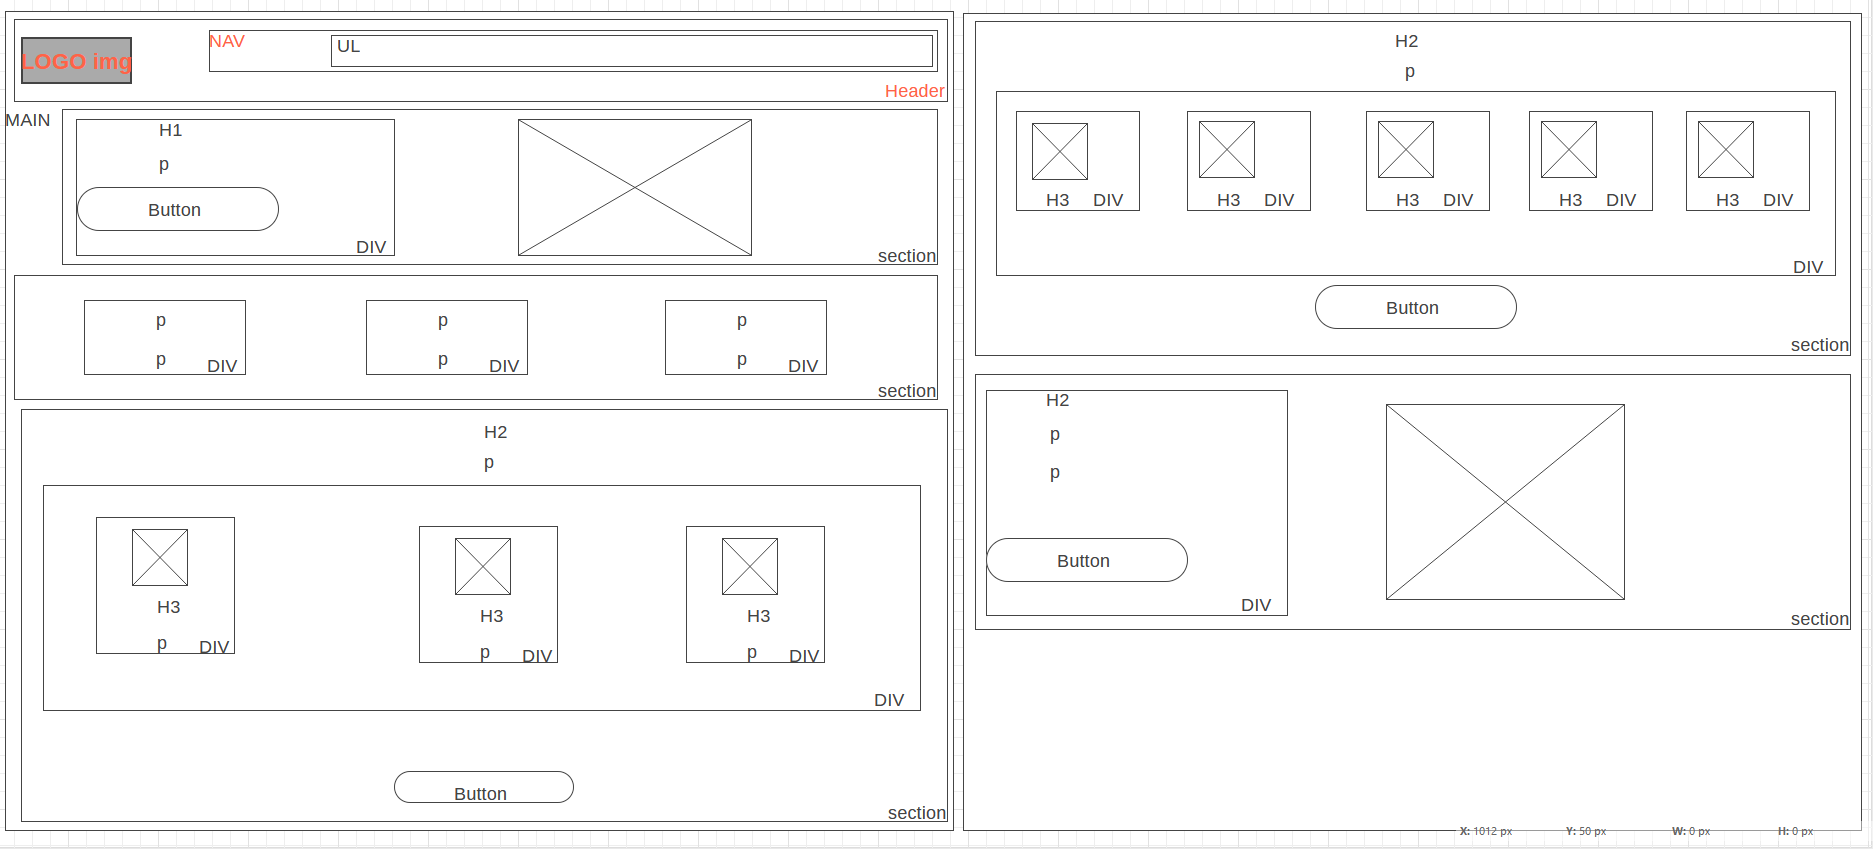 NAV
UL
LOGO img
Header
MAIN
H1
p
Button
DIV
section
p
p
p
p
p
p
DIV
DIV
DIV
section
H2
p
H3
p
DIV
H3
p
DIV
H3
p
DIV
DIV
Button
section
H2
p
H3 DIV
H3 DIV
H3 DIV
H3 DIV
H3 DIV
DIV
Button
section
H2
p
p
Button
DIV
section
X: 1012 px Y: 50 px W: 0 px H: 0 px